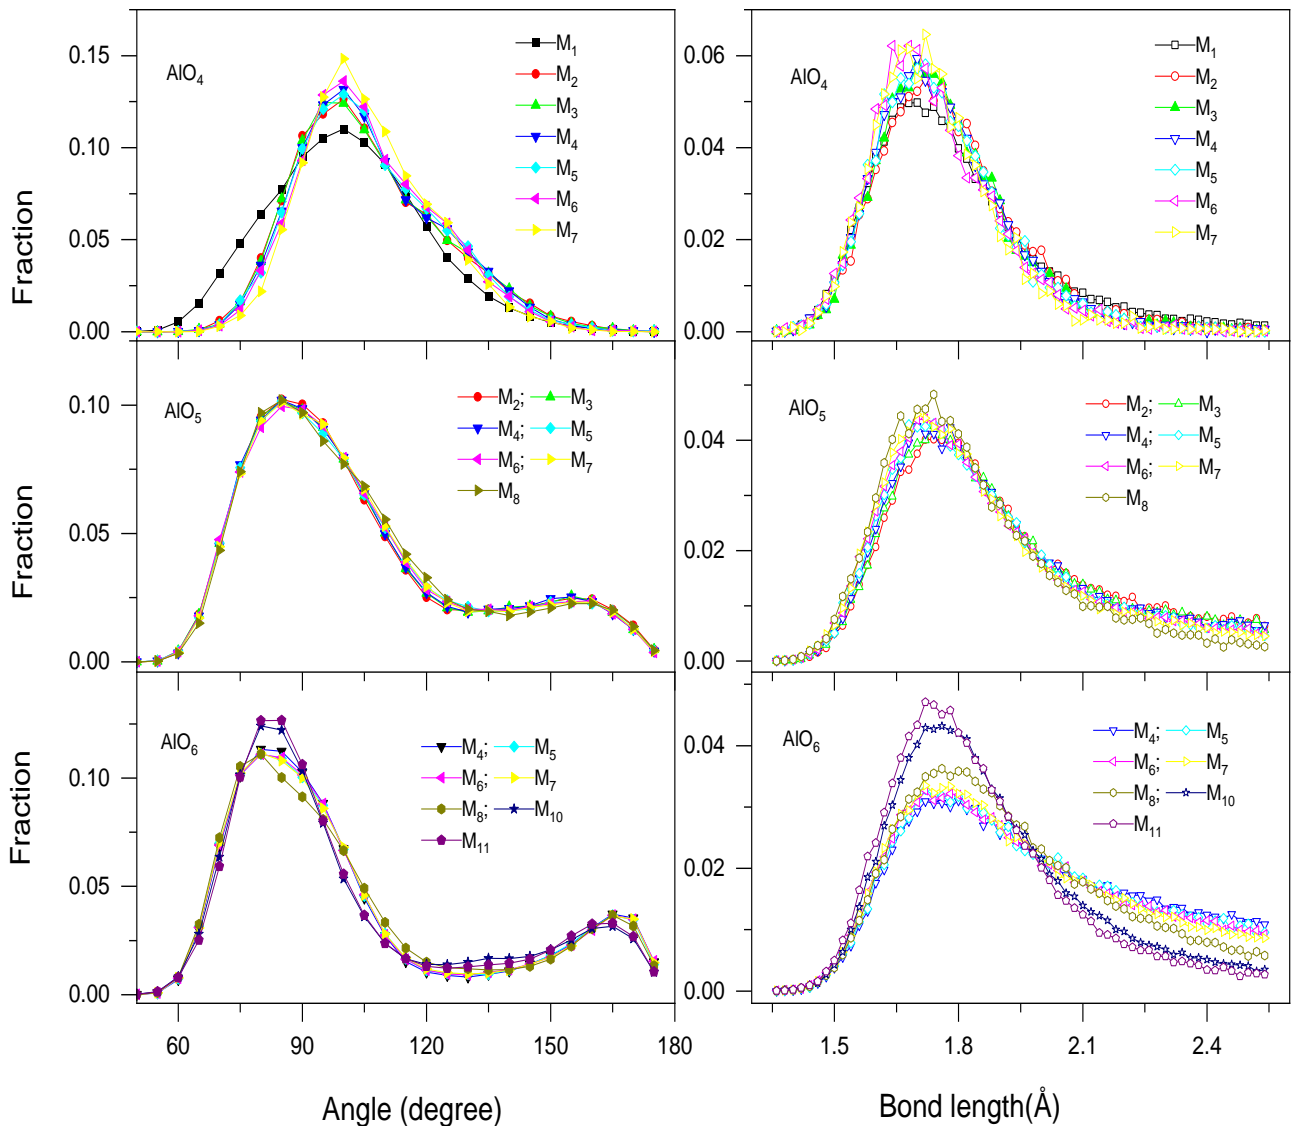 0.15
0.10
0.05
0.00
Fraction
AlO4
M1
M2
M3
M4
M5
M6
M7
0.06
0.04
0.02
0.00
AlO4
M1
M2
M3
M4
M5
M6
M7
0.10
0.05
0.00
Fraction
AlO5
M2; M3
M4; M5
M6; M7
M8
0.04
0.02
0.00
AlO5
M2; M3
M4; M5
M6; M7
M8
0.10
0.05
0.00
Fraction
AlO6
M4; M5
M6; M7
M8; M10
M11
60 90 120 150 180
Angle (degree)
0.04
0.02
0.00
AlO6
M4; M5
M6; M7
M8; M10
M11
1.5 1.8 2.1 2.4
Bond length(Å)